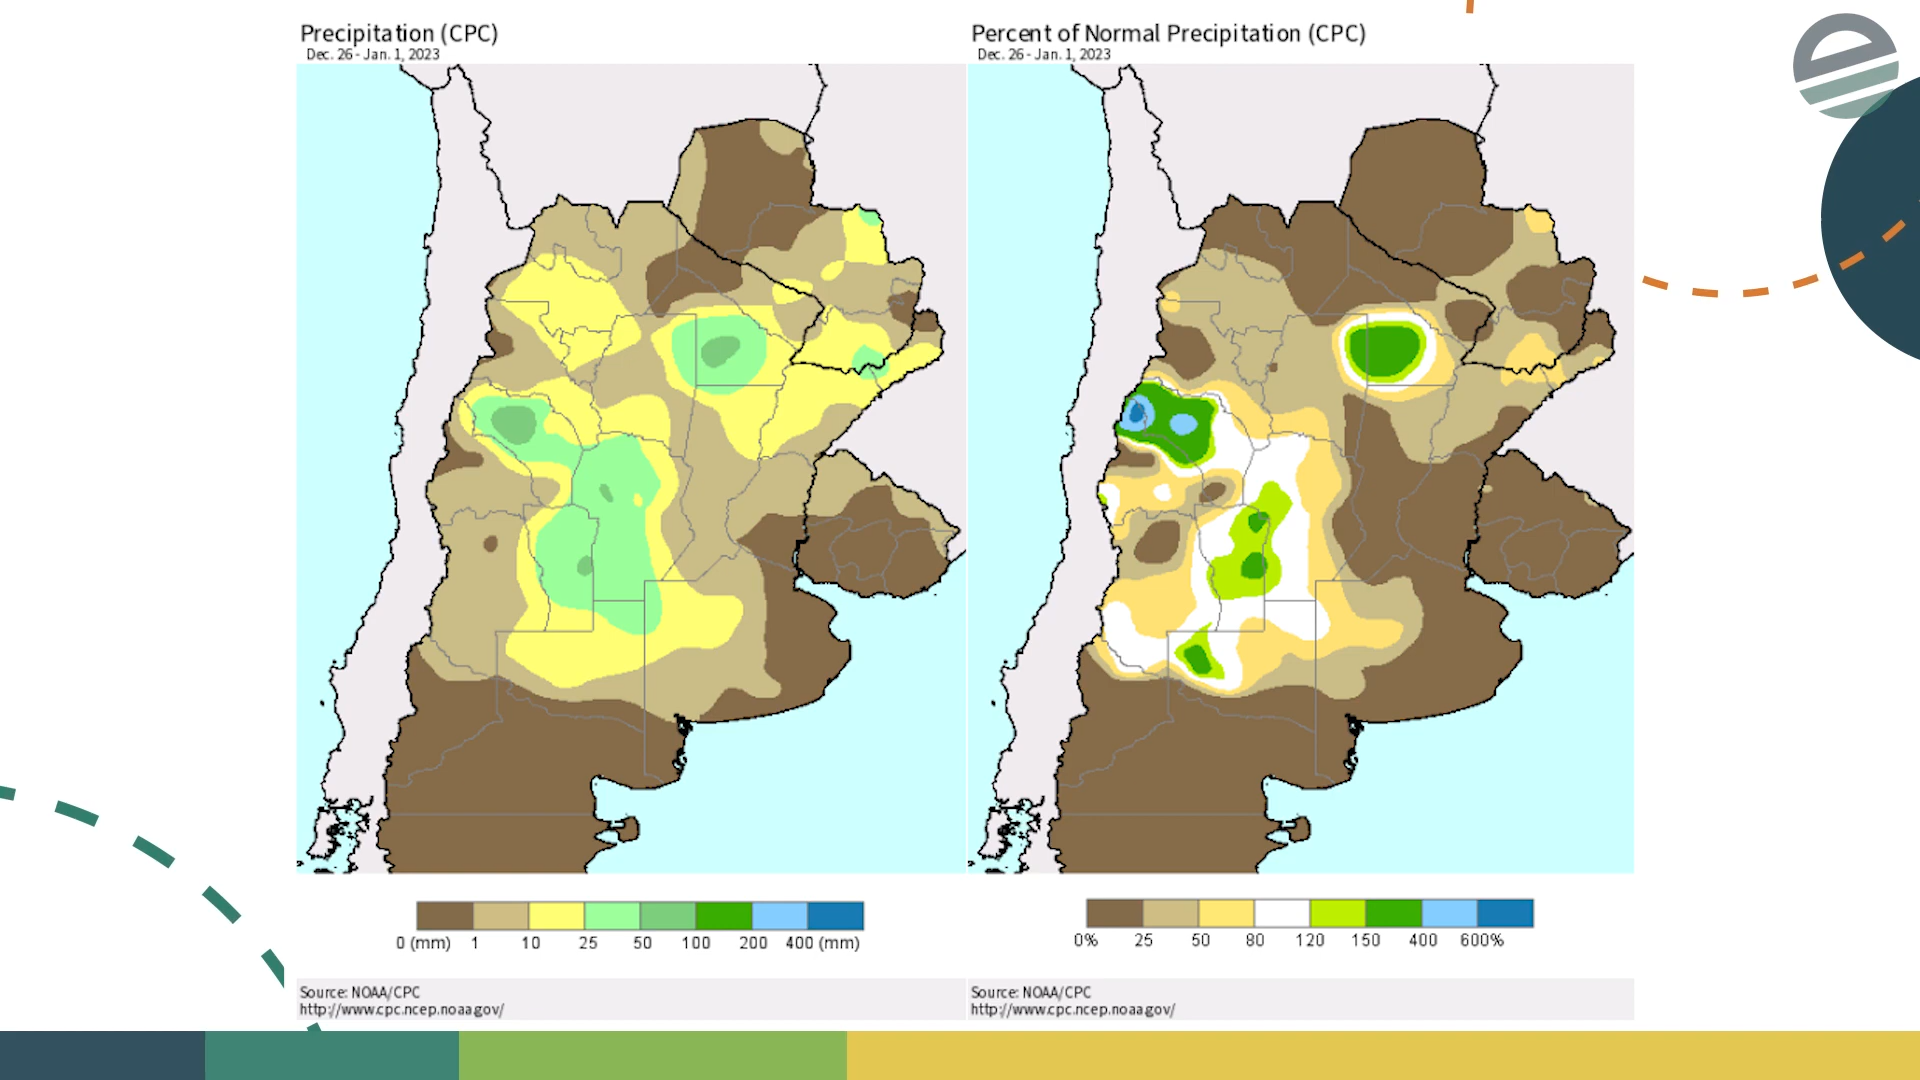 Precipitation (CPC)
Dec. 26 - Jan. 1, 2023
Percent of Normal Precipitation (CPC)
Dec. 26 - Jan. 1, 2023
0 (mm) 1 10 25 50 100 200 400 (mm)
0% 25 50 80 120 150 400 600%
Source: NOAA/CPC
http://www.cpc.ncep.noaa.gov/
Source: NOAA/CPC
http://www.cpc.ncep.noaa.gov/